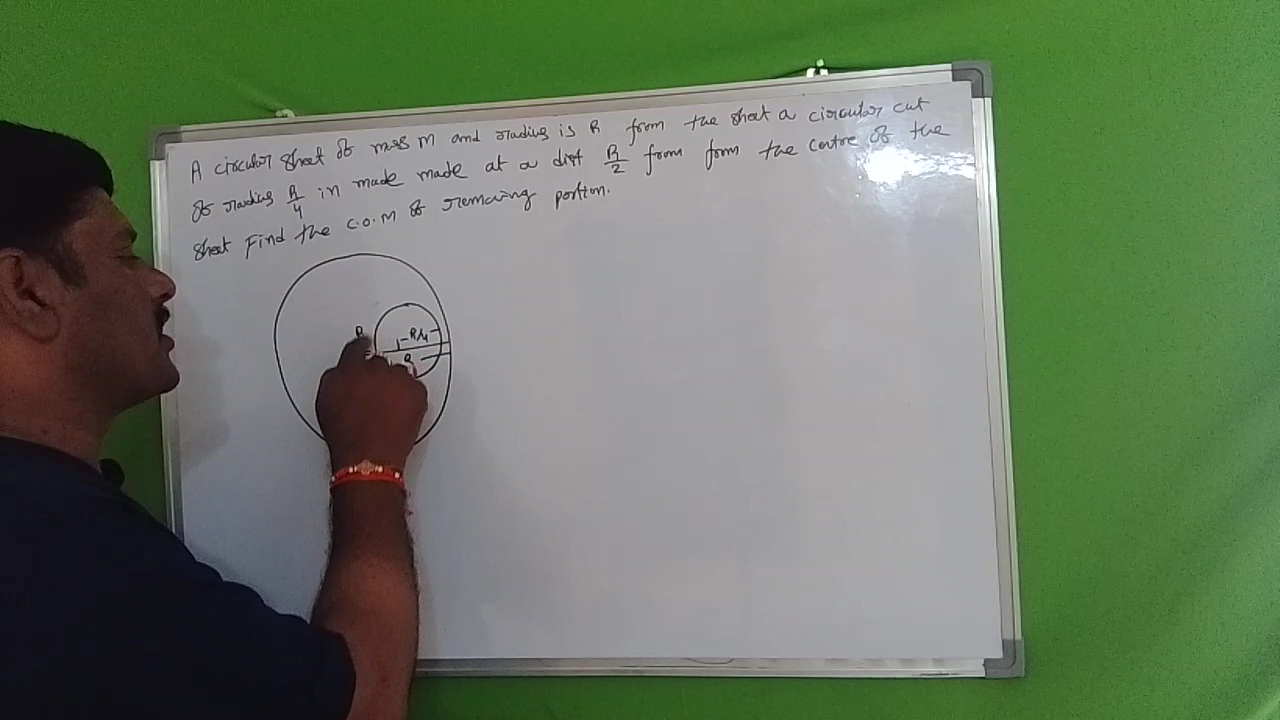 A circular sheet of mass M and radius is R from the sheet a circular cut
of radius R/4 in made made at a dist R/2 from from the centre of the
sheet Find the C.O.M of remaing portion.
R
R/4
R